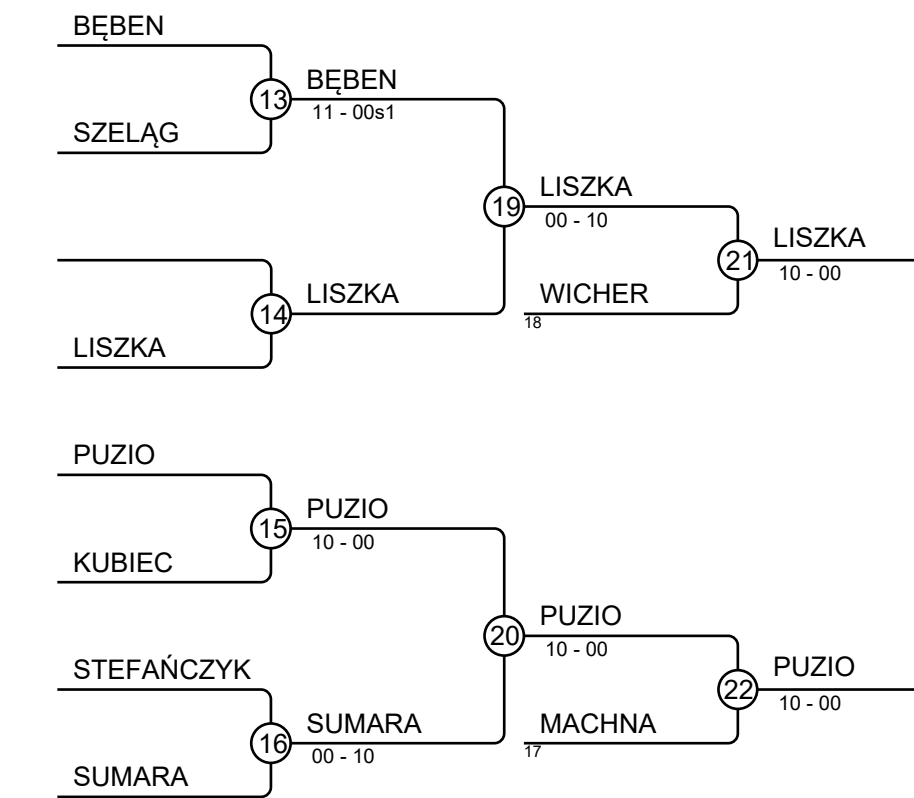 BĘBEN
13
BĘBEN
11 - 00s1
SZELĄG
19
LISZKA
00 - 10
21
LISZKA
10 - 00
14
LISZKA
WICHER
18
LISZKA
PUZIO
15
PUZIO
10 - 00
KUBIEC
20
PUZIO
10 - 00
22
PUZIO
10 - 00
STEFAŃCZYK
16
SUMARA
00 - 10
MACHNA
17
SUMARA